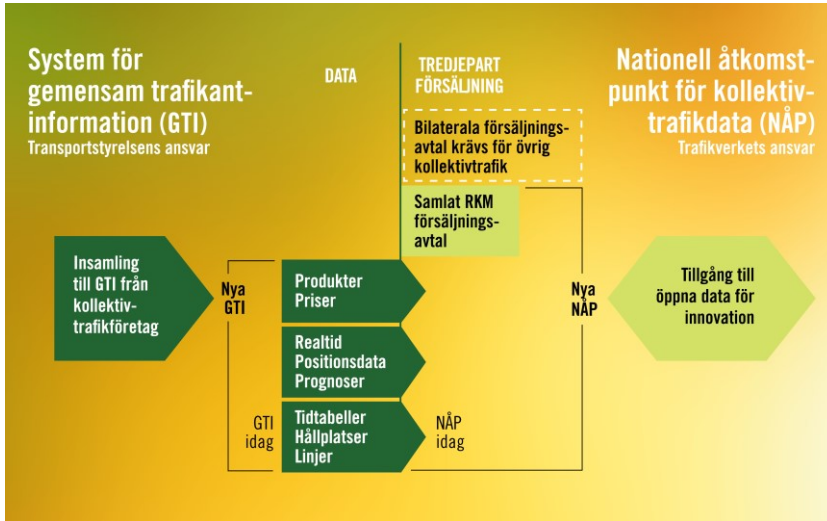 System för
gemensam trafikant-
information (GTI)
Transportstyrelsens ansvar
DATA
TREDJEPART
FÖRSÄLJNING
Nationell åtkomst-
punkt för kollektiv-
trafikdata (NÅP)
Trafikverkets ansvar
Bilaterala försäljnings-
avtal krävs för övrig
kollektivtrafik
Samlat RKM
försäljnings-
avtal
Insamling
till GTI från
kollektiv-
trafikföretag
Nya
GTI
Produkter
Priser
Nya
NÅP
Tillgång till
öppna data för
innovation
Realtid
Positionsdata
Prognoser
GTI
idag
Tidtabeller
Hållplatser
Linjer
NÅP
idag